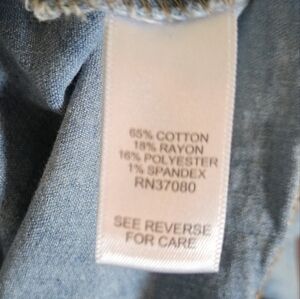 65% COTTON
18% RAYON
16% POLYESTER
1% SPANDEX
RN37080
SEE REVERSE
FOR CARE